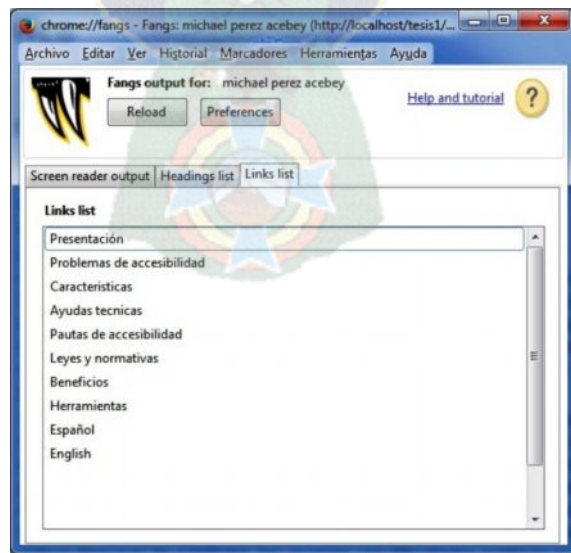 chrome://fangs - Fangs: michael perez acebey (http://localhost/tesis1/...
Archivo Editar Ver Historial Marcadores Herramientas Ayuda
Fangs output for: michael perez acebey
Reload Preferences Help and tutorial ?
Screen reader output Headings list Links list
Links list
Presentación
Problemas de accesibilidad
Caracteristicas
Ayudas tecnicas
Pautas de accesibilidad
Leyes y normativas
Beneficios
Herramientas
Español
English